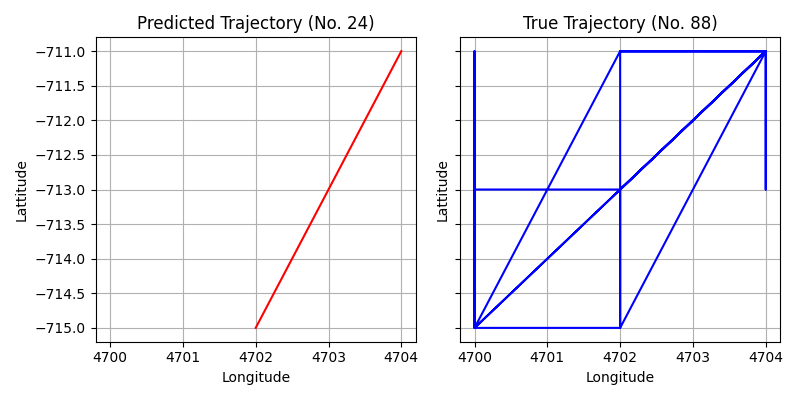 Predicted Trajectory (No. 24)
True Trajectory (No. 88)
−711.0
−711.5
−712.0
−712.5
−713.0
−713.5
−714.0
−714.5
−715.0
Lattitude
Lattitude
4700 4701 4702 4703 4704
4700 4701 4702 4703 4704
Longitude
Longitude